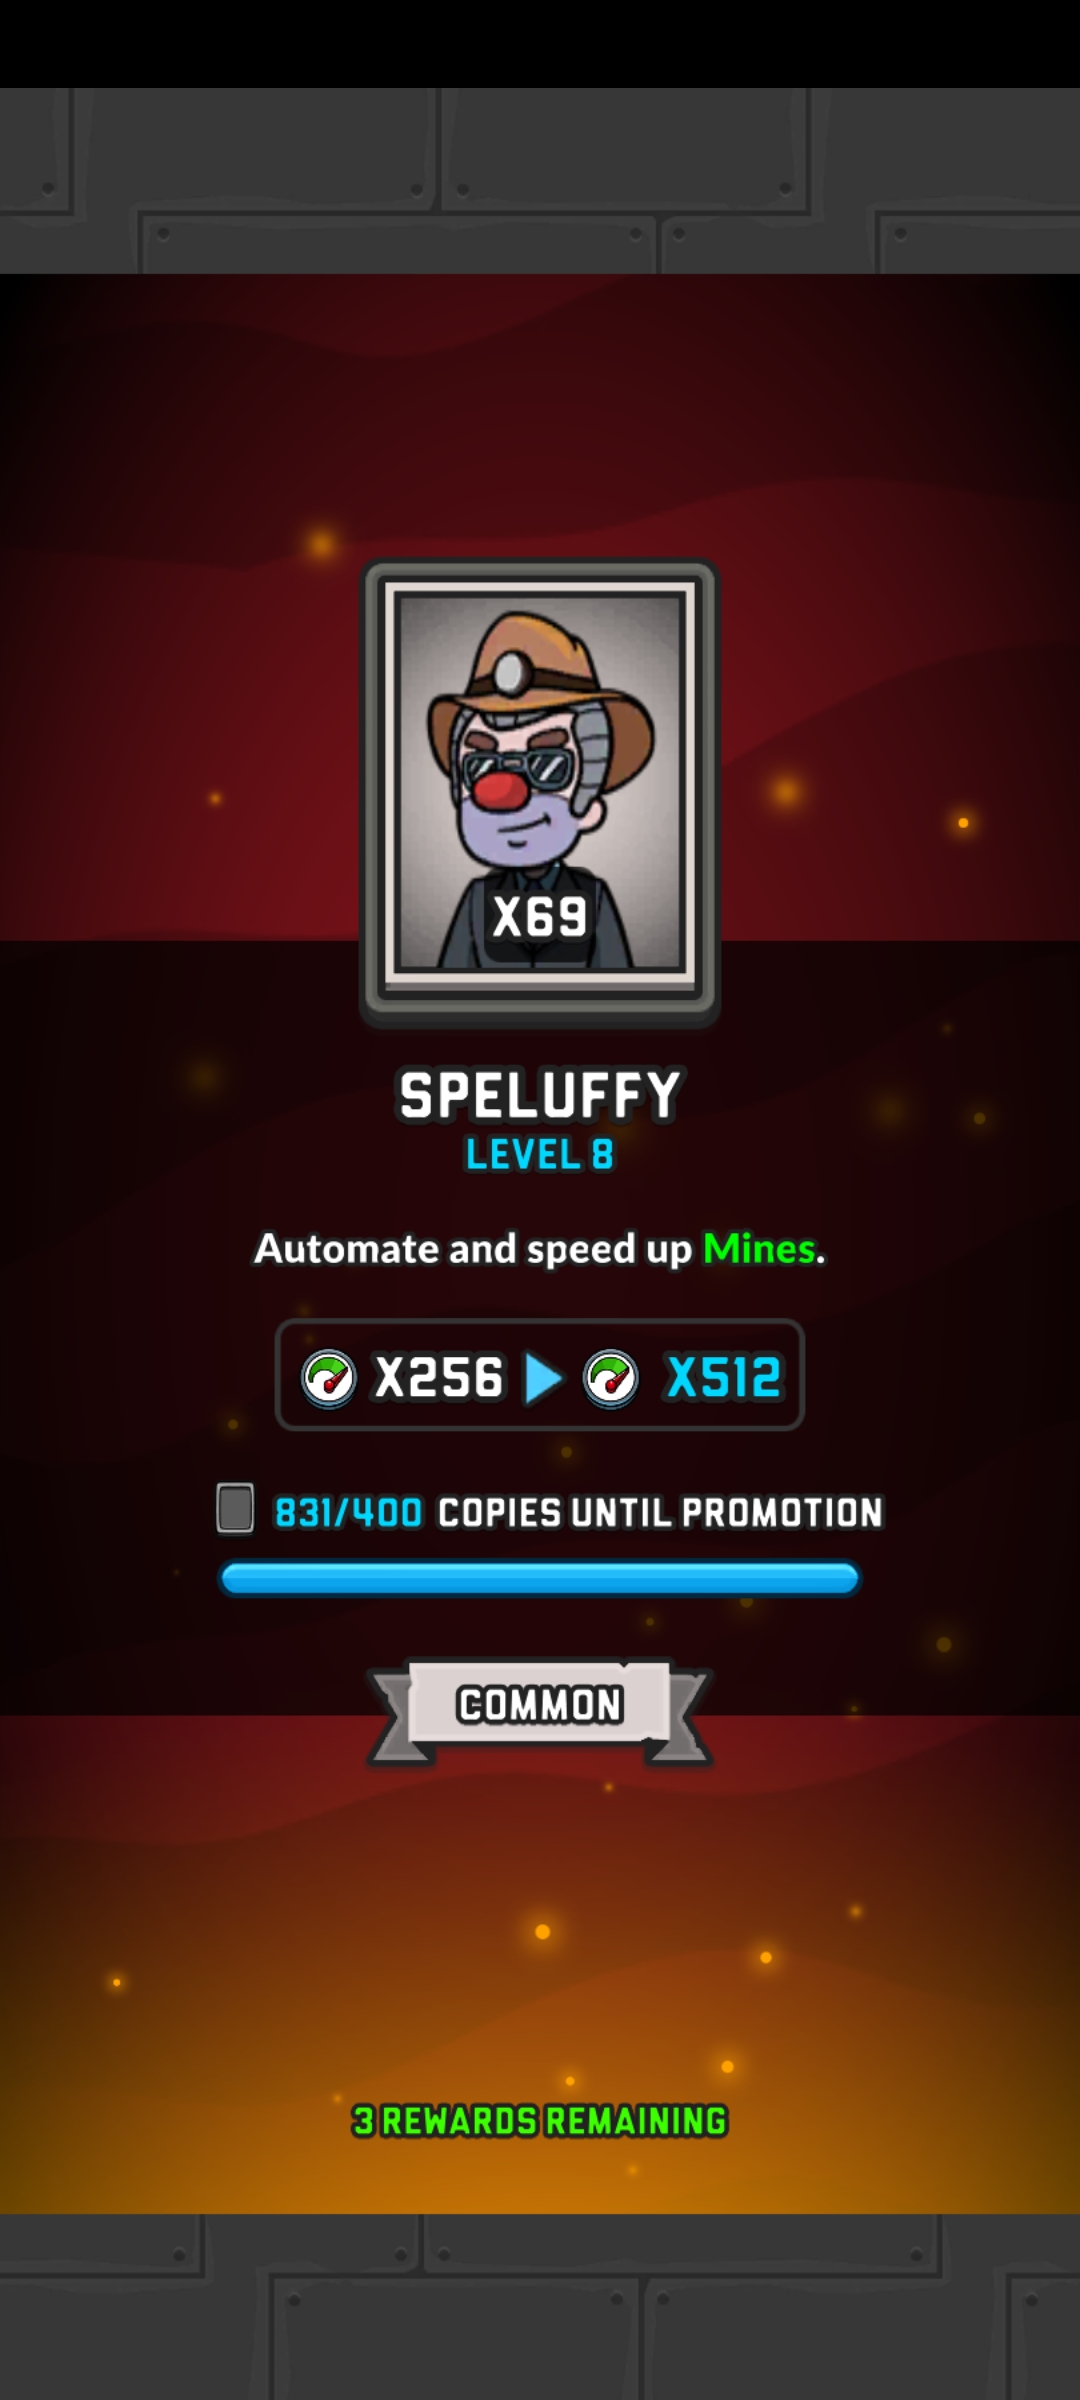 X69
SPELUFFY
LEVEL 8
Automate and speed up Mines.
X256 X512
831/400 COPIES UNTIL PROMOTION
COMMON
3 REWARDS REMAINING